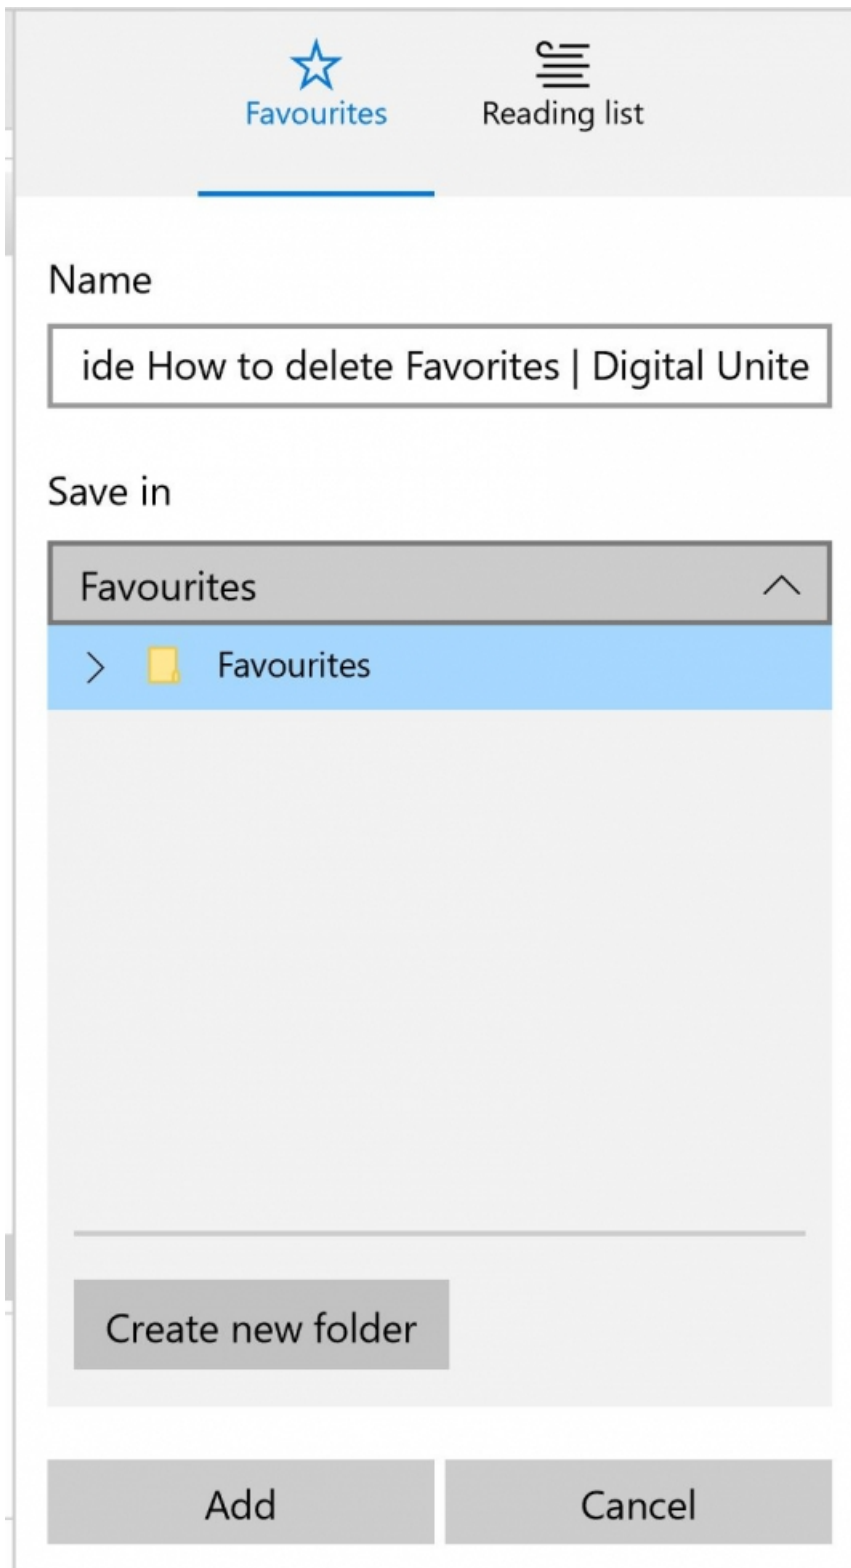 Favourites Reading list
Name
ide How to delete Favorites | Digital Unite
Save in
Favourites
Favourites
Create new folder
Add Cancel